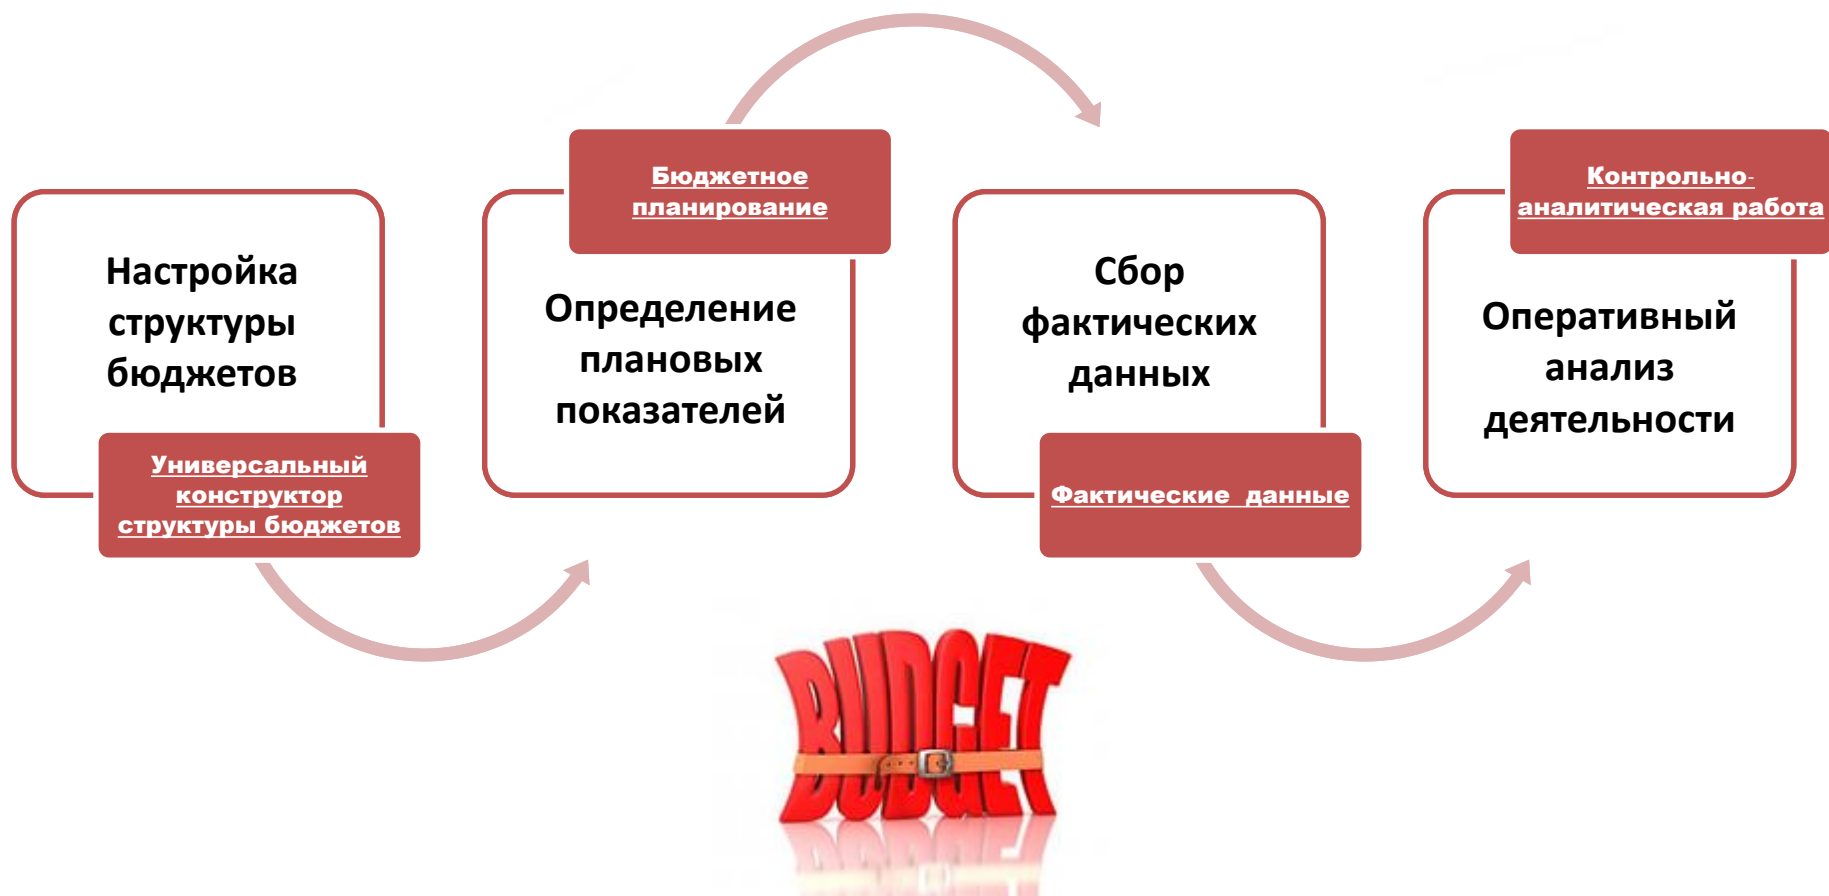 Настройка
структуры
бюджетов
Универсальный
конструктор
структуры бюджетов
Бюджетное
планирование
Определение
плановых
показателей
Сбор
фактических
данных
Фактические данные
Контрольно-
аналитическая работа
Оперативный
анализ
деятельности
BUDGET